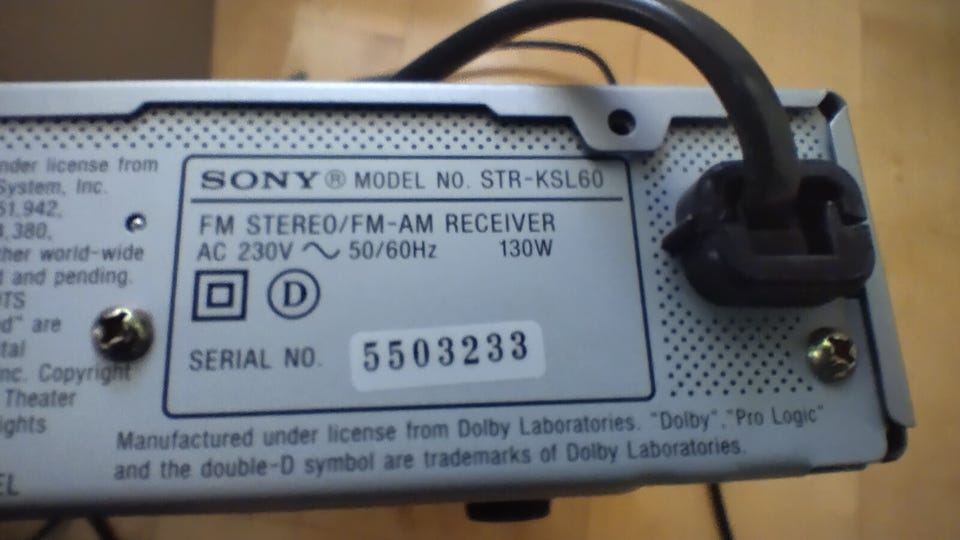 nder license from
System, Inc.
51,942,
,380,
ther world-wide
d and pending.
TS
d" are
ital
nc. Copyright
Theater
ights
EL
SONY® MODEL NO. STR-KSL60
FM STEREO/FM-AM RECEIVER
AC 230V ～ 50/60Hz 130W
D
SERIAL NO. 5503233
Manufactured under license from Dolby Laboratories. "Dolby","Pro Logic"
and the double-D symbol are trademarks of Dolby Laboratories.